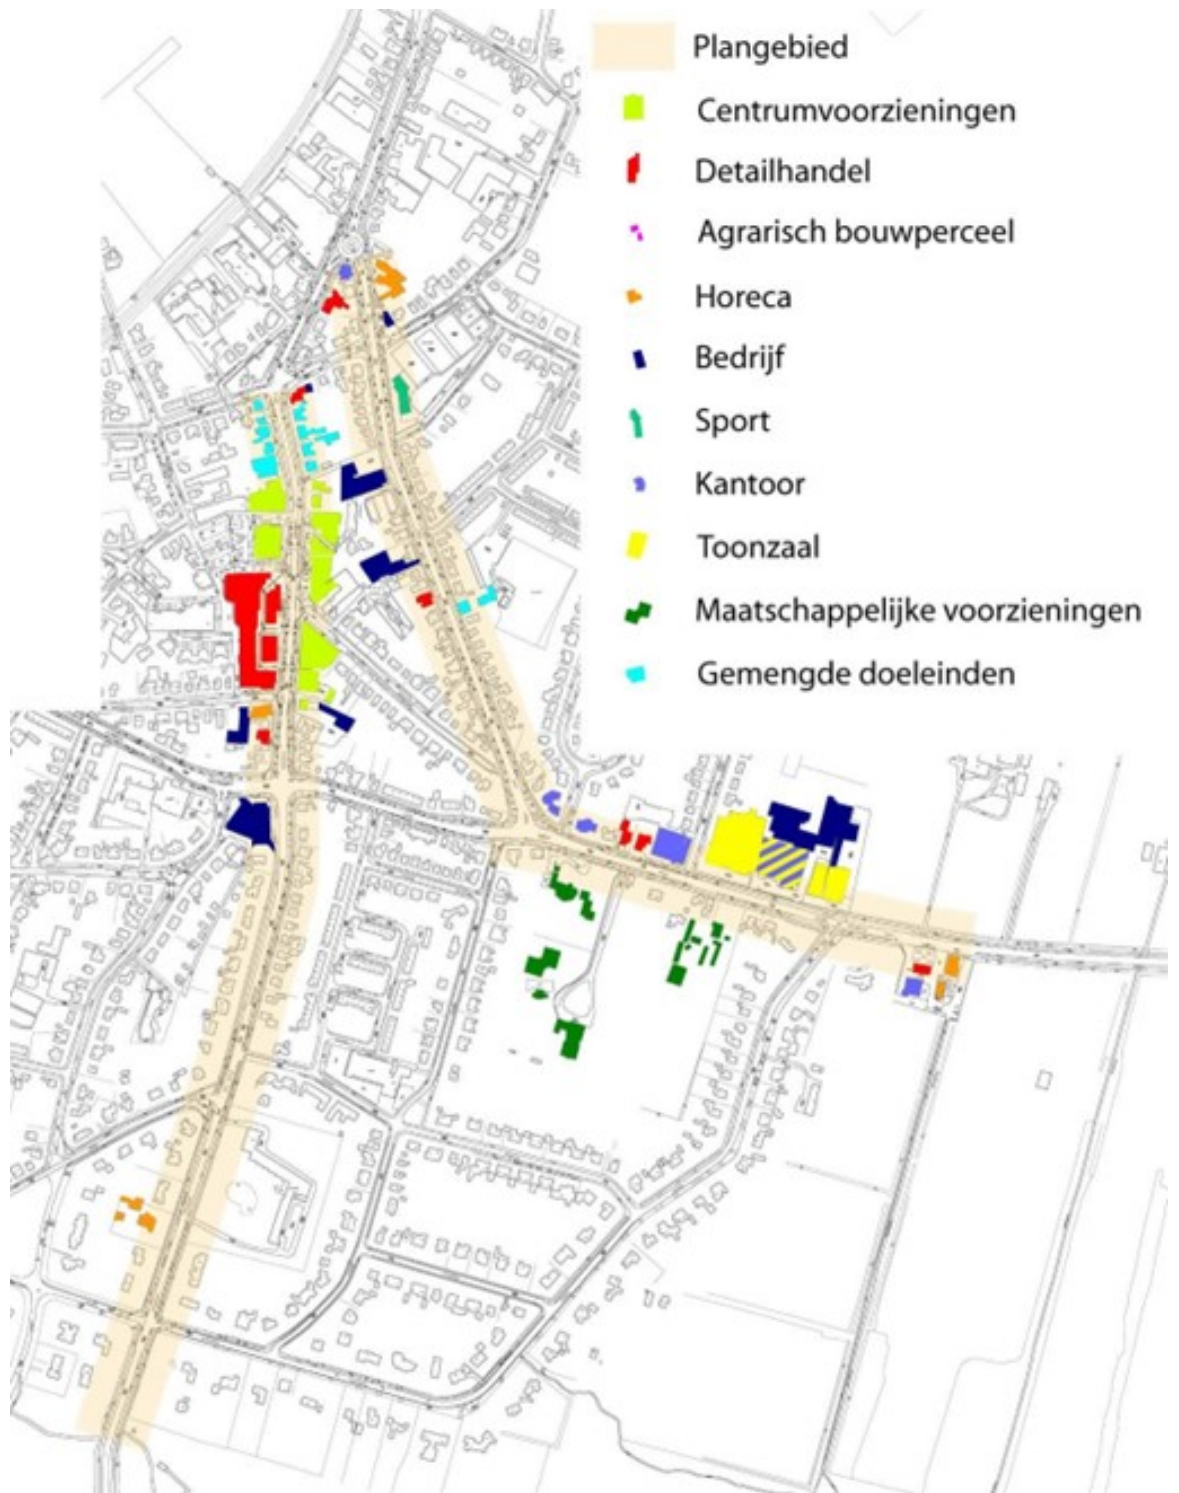 Plangebied
Centrumvoorzieningen
Detailhandel
Agrarisch bouwperceel
Horeca
Bedrijf
Sport
Kantoor
Toonzaal
Maatschappelijke voorzieningen
Gemengde doeleinden